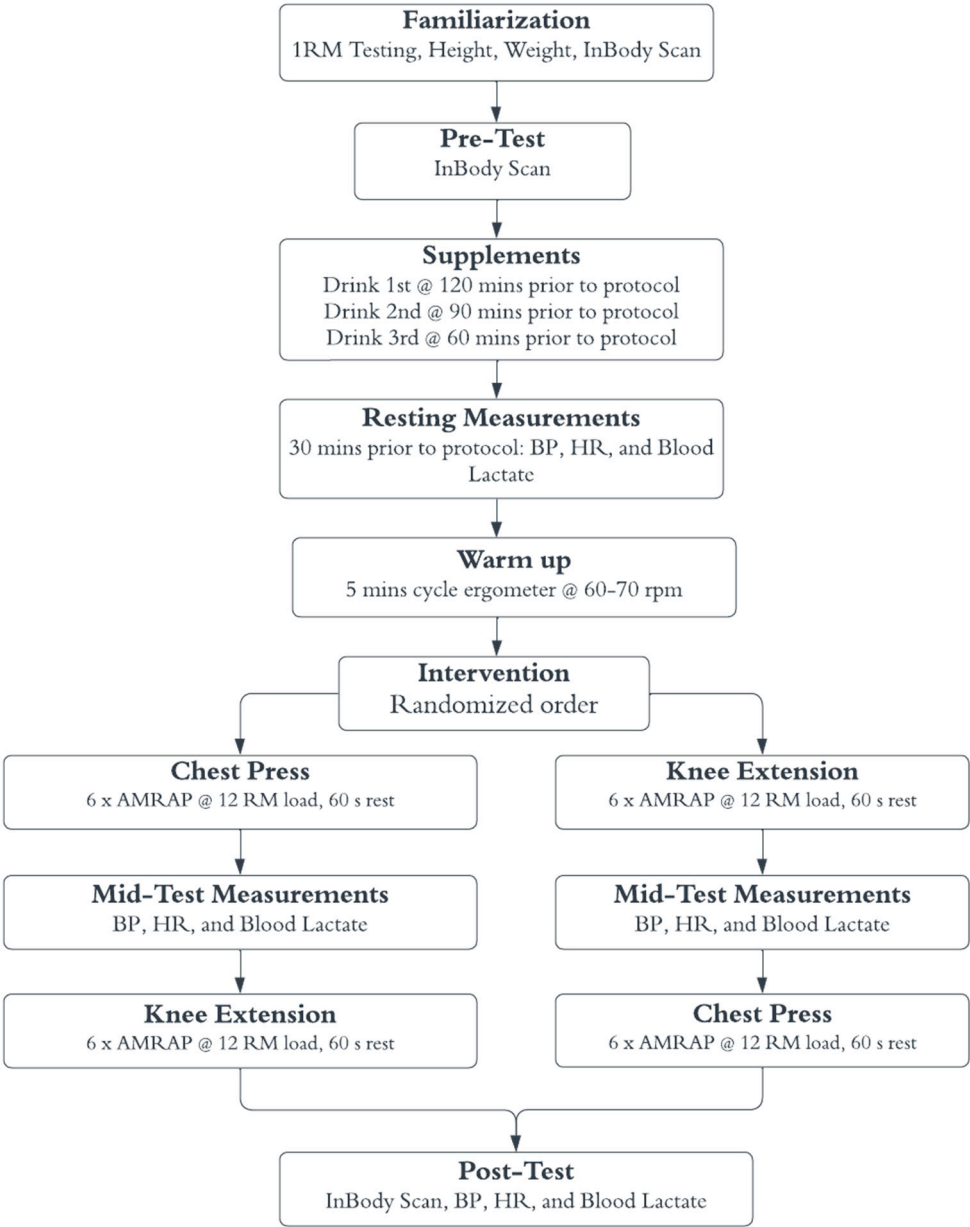 Familiarization
1RM Testing, Height, Weight, InBody Scan
Pre-Test
InBody Scan
Supplements
Drink 1st @ 120 mins prior to protocol
Drink 2nd @ 90 mins prior to protocol
Drink 3rd @ 60 mins prior to protocol
Resting Measurements
30 mins prior to protocol: BP, HR, and Blood
Lactate
Warm up
5 mins cycle ergometer @ 60-70 rpm
Intervention
Randomized order
Chest Press
6 x AMRAP @ 12 RM load, 60 s rest
Knee Extension
6 x AMRAP @ 12 RM load, 60 s rest
Mid-Test Measurements
BP, HR, and Blood Lactate
Mid-Test Measurements
BP, HR, and Blood Lactate
Knee Extension
6 x AMRAP @ 12 RM load, 60 s rest
Chest Press
6 x AMRAP @ 12 RM load, 60 s rest
Post-Test
InBody Scan, BP, HR, and Blood Lactate